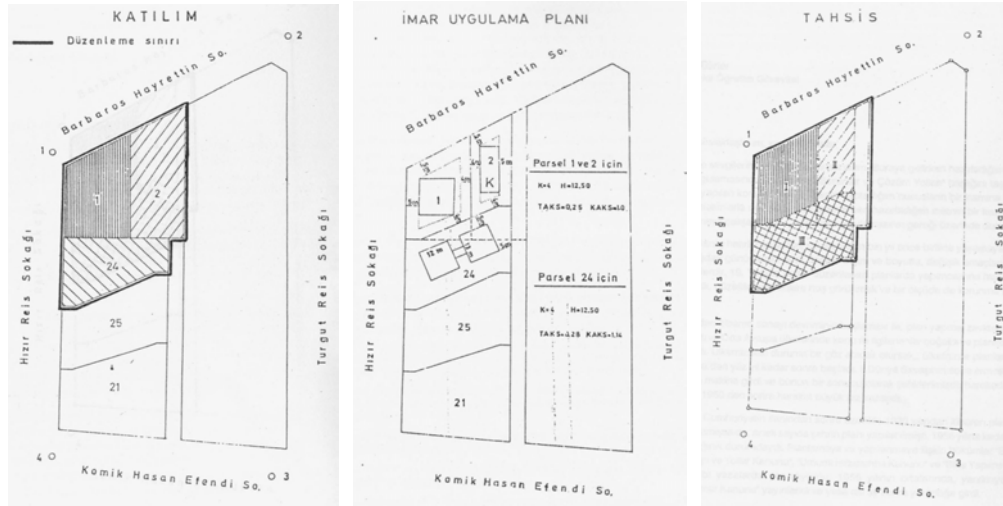 KATILIM
Düzenleme sınırı
2
Barbaros Hayrettin So.
1
1
2
24
25
21
Hızır Reis Sokağı
Turgut Reis Sokağı
4
3
Komik Hasan Efendi So.
İMAR UYGULAMA PLANI
Barbaros Hayrettin So.
5m
4m
4m
5m
2
K
1
5m
12 m
24
25
21
Parsel 1 ve 2 için
K=4 H=12,50
TAKS=0,25 KAKS=1.0
Parsel 24 için
K=4 H=12,50
TAKS=0,28 KAKS=1,14
Hızır Reis Sokağı
Turgut Reis Sokağı
Komik Hasan Efendi So.
TAHSİS
2
Barbaros Hayrettin So.
1
I
II
III
Hızır Reis Sokağı
Turgut Reis Sokağı
4
3
Komik Hasan Efendi So.